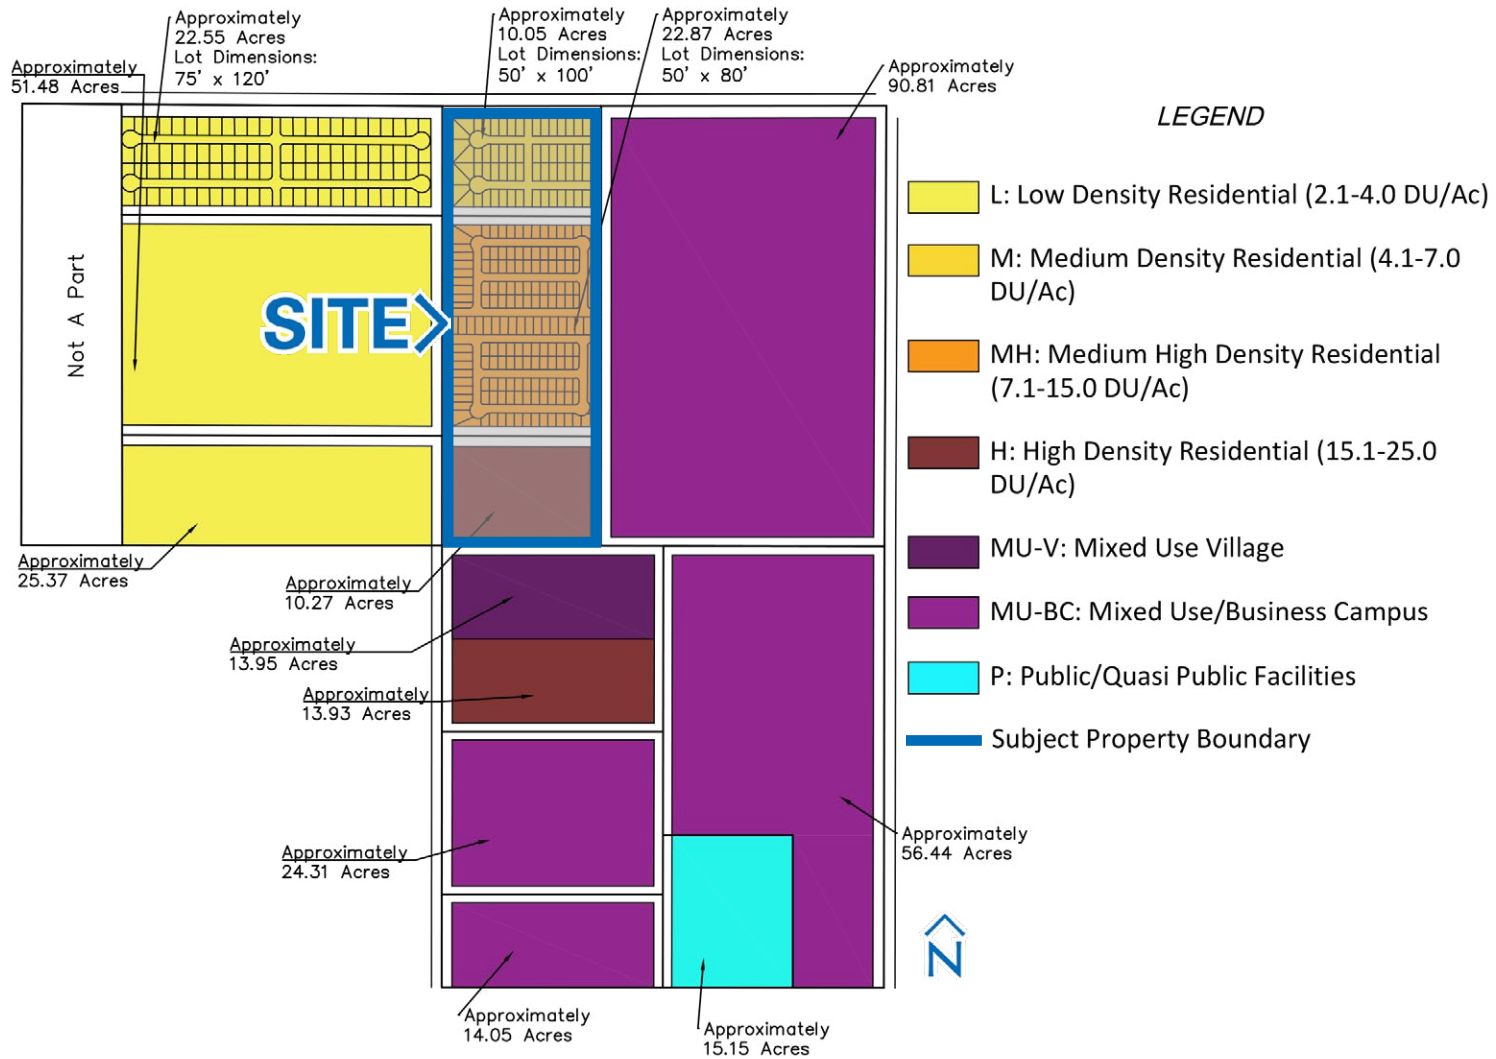 Approximately
22.55 Acres
Lot Dimensions:
75' x 120'
Approximately
10.05 Acres
Lot Dimensions:
50' x 100'
Approximately
22.87 Acres
Lot Dimensions:
50' x 80'
Approximately
51.48 Acres
Approximately
90.81 Acres
Not A Part
SITE
Approximately
25.37 Acres
Approximately
10.27 Acres
Approximately
13.95 Acres
Approximately
13.93 Acres
Approximately
24.31 Acres
Approximately
14.05 Acres
Approximately
15.15 Acres
Approximately
56.44 Acres
LEGEND
L: Low Density Residential (2.1-4.0 DU/Ac)
M: Medium Density Residential (4.1-7.0
DU/Ac)
MH: Medium High Density Residential
(7.1-15.0 DU/Ac)
H: High Density Residential (15.1-25.0
DU/Ac)
MU-V: Mixed Use Village
MU-BC: Mixed Use/Business Campus
P: Public/Quasi Public Facilities
Subject Property Boundary
N